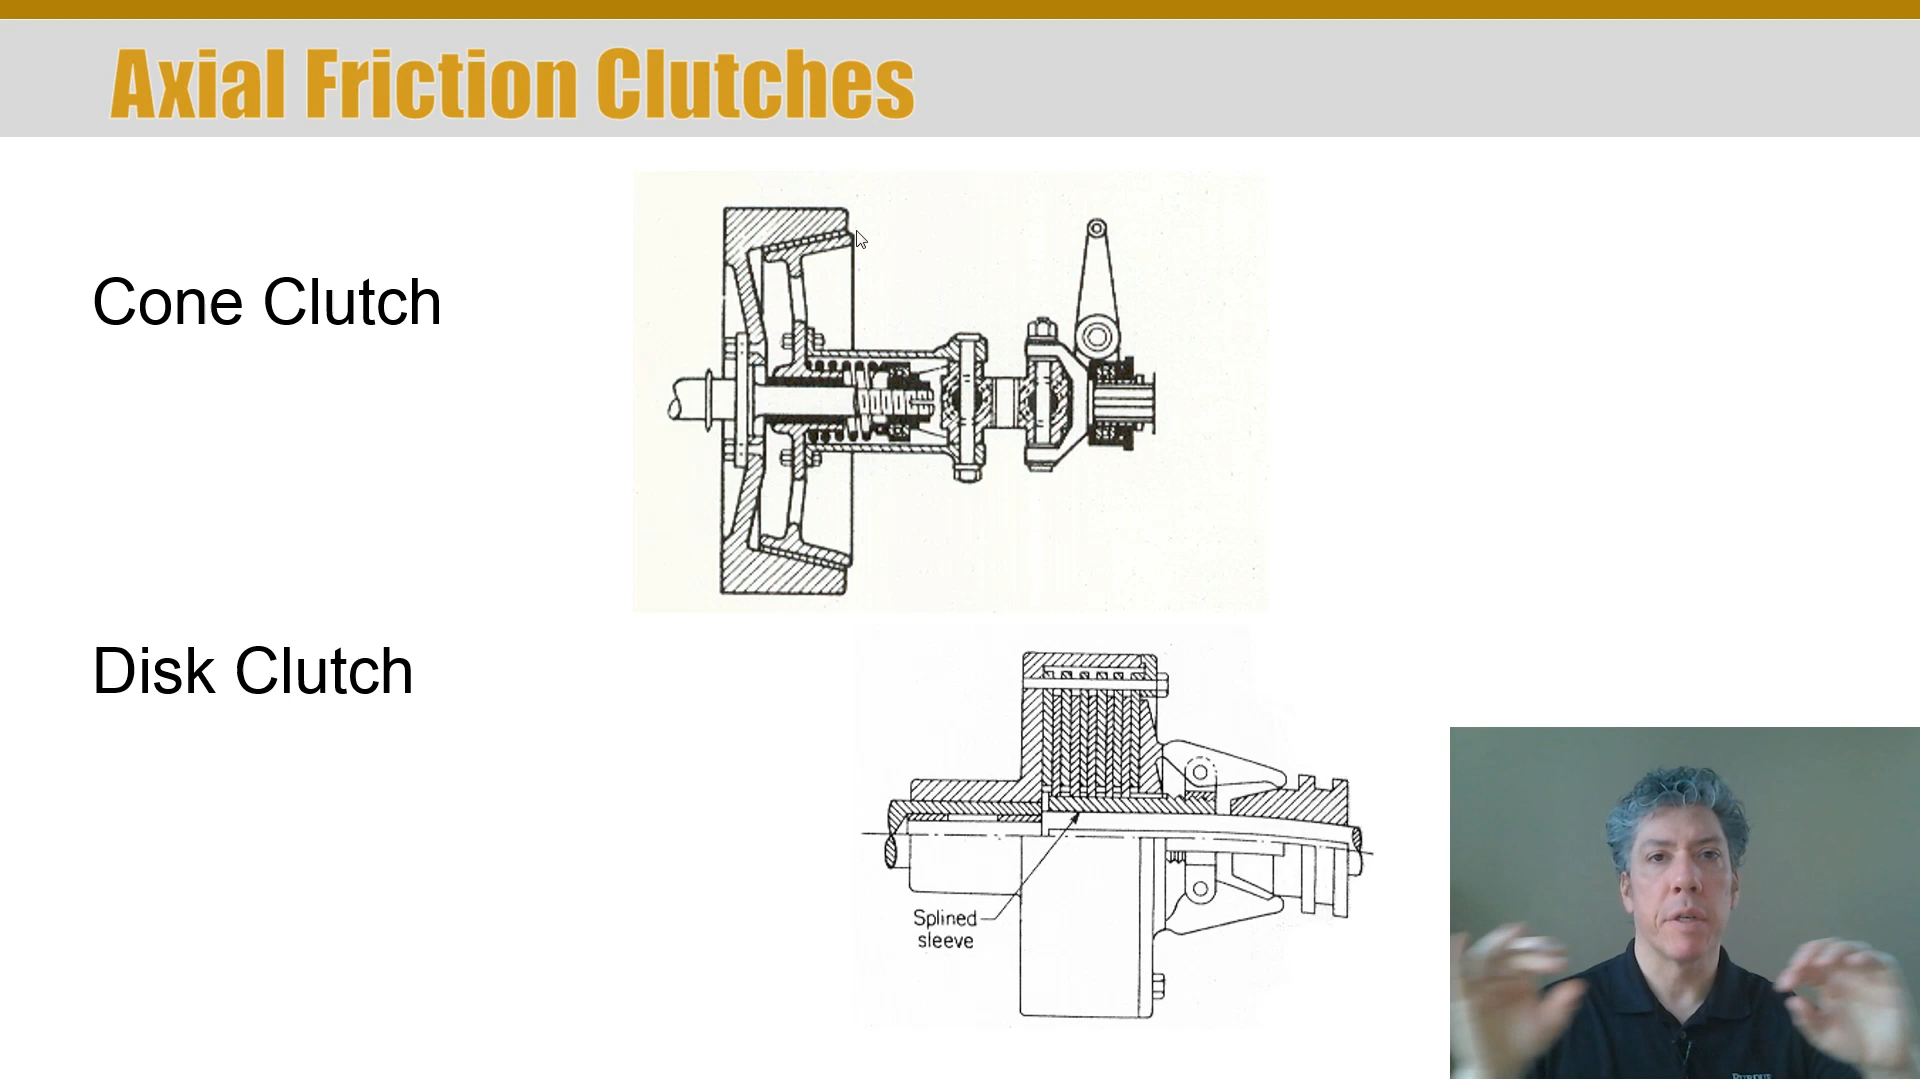 Axial Friction Clutches
Cone Clutch
Disk Clutch
Splined
sleeve